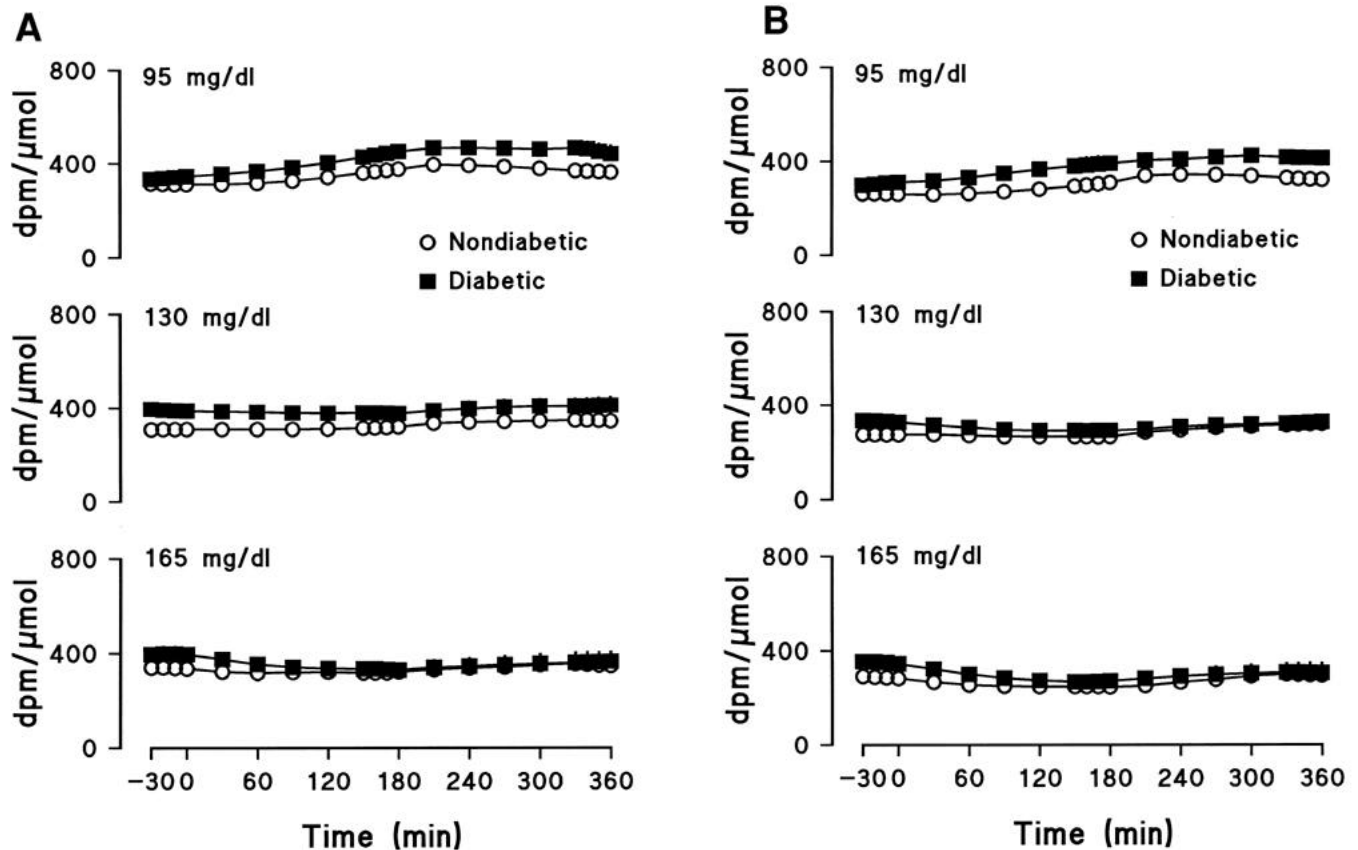 A
800
400
0
dpm/µmol
95 mg/dl
Nondiabetic
Diabetic
800
400
0
dpm/µmol
130 mg/dl
800
400
0
dpm/µmol
165 mg/dl
−30 0 60 120 180 240 300 360
Time (min)
B
800
400
0
dpm/µmol
95 mg/dl
Nondiabetic
Diabetic
800
400
0
dpm/µmol
130 mg/dl
800
400
0
dpm/µmol
165 mg/dl
−30 0 60 120 180 240 300 360
Time (min)